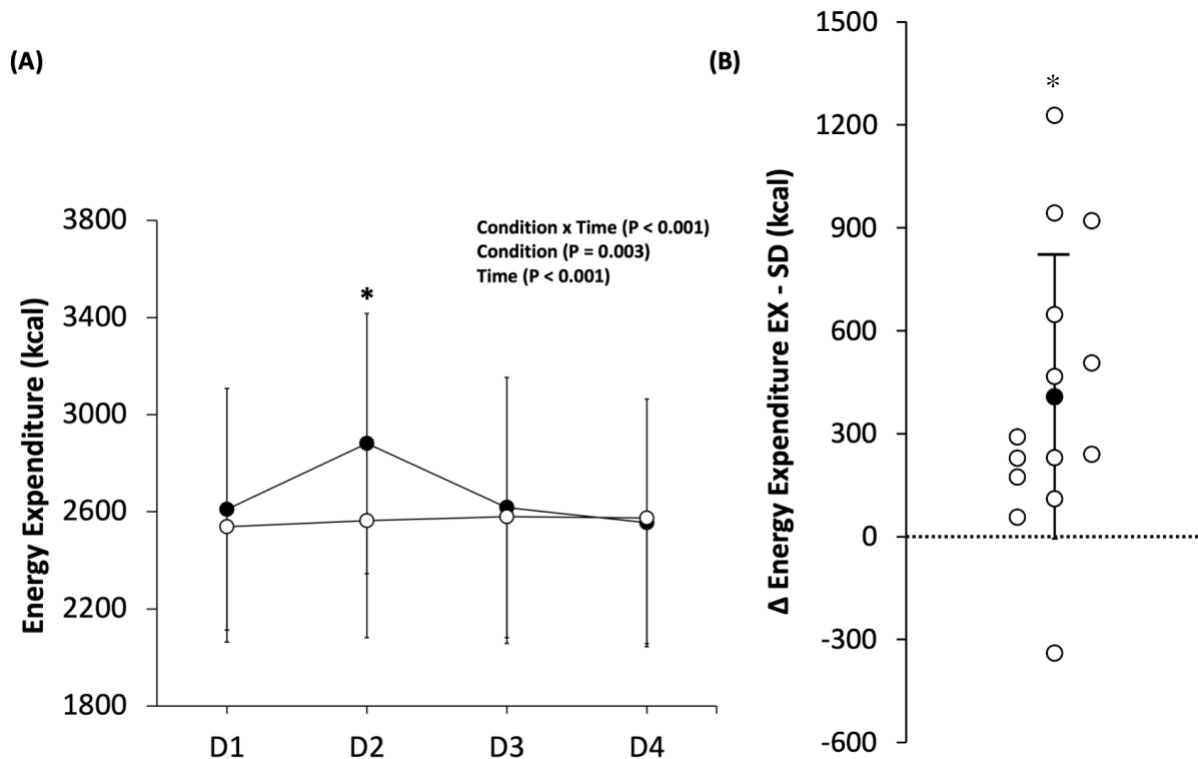 (A)
Energy Expenditure (kcal)
3800
3400
3000
2600
2200
1800
Condition x Time (P < 0.001)
Condition (P = 0.003)
Time (P < 0.001)
*
D1 D2 D3 D4
(B)
Δ Energy Expenditure EX - SD (kcal)
1500
1200
900
600
300
0
-300
-600
*